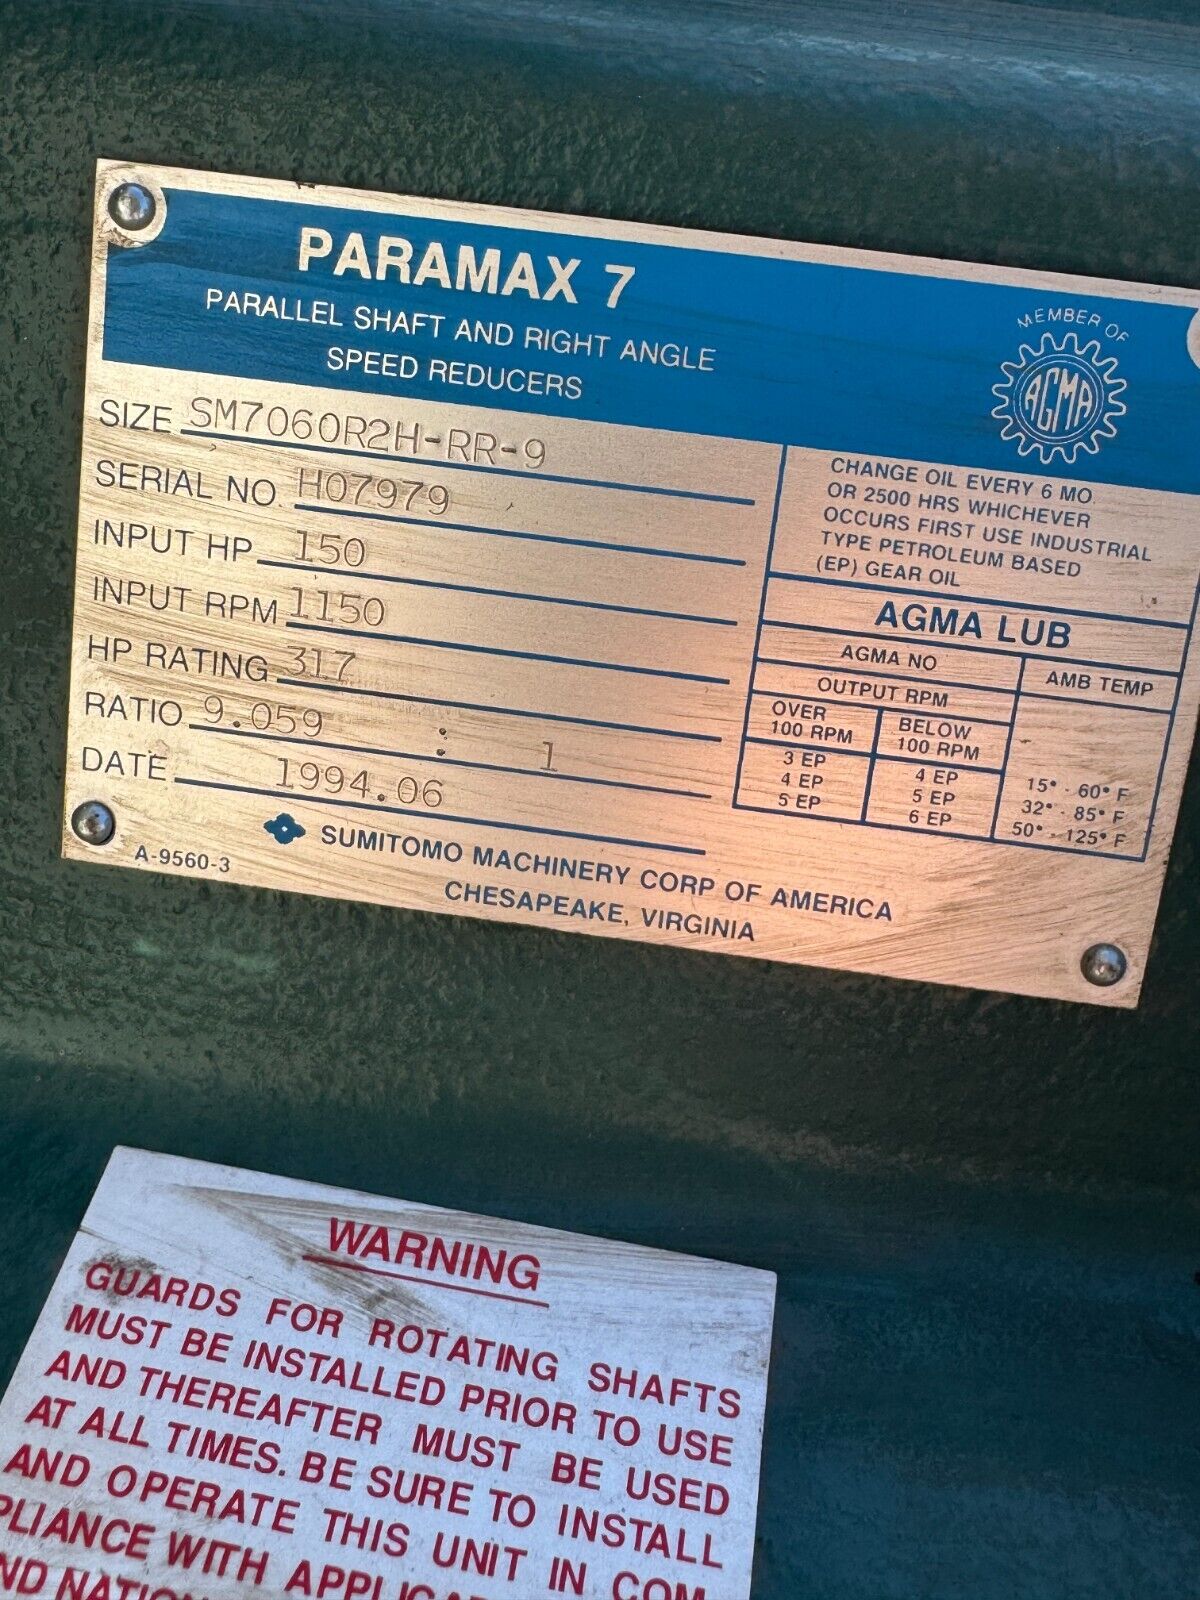 PARAMAX 7
PARALLEL SHAFT AND RIGHT ANGLE
SPEED REDUCERS
MEMBER OF
AGMA
SIZE SM7060R2H-RR-9
SERIAL NO. H07979
INPUT HP 150
INPUT RPM 1150
HP RATING 317
RATIO 9.059 : 1
DATE 1994.06
CHANGE OIL EVERY 6 MO.
OR 2500 HRS WHICHEVER
OCCURS FIRST USE INDUSTRIAL
TYPE PETROLEUM BASED
(EP) GEAR OIL
AGMA LUB
AGMA NO
AMB TEMP
OUTPUT RPM
OVER
100 RPM
BELOW
100 RPM
3 EP 4 EP 15° - 60° F
4 EP 5 EP 32° - 85° F
5 EP 6 EP 50° - 125° F
SUMITOMO MACHINERY CORP OF AMERICA
CHESAPEAKE, VIRGINIA
A-9560-3
WARNING
GUARDS FOR ROTATING SHAFTS
MUST BE INSTALLED PRIOR TO USE
AND THEREAFTER MUST BE USED
AT ALL TIMES. BE SURE TO INSTALL
AND OPERATE THIS UNIT IN COM-
PLIANCE WITH APPLICA
ND NATION